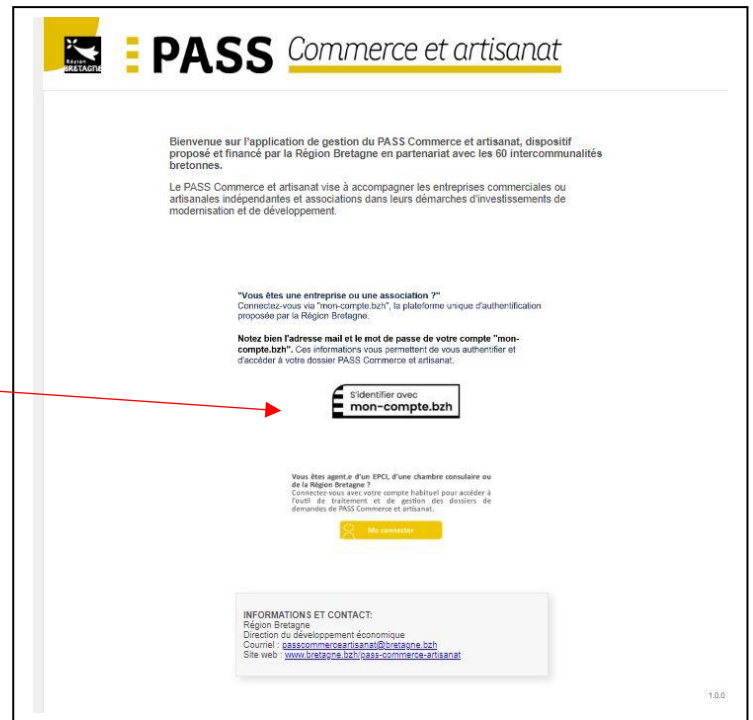 Région
BRETAGNE
PASS Commerce et artisanat
Bienvenue sur l'application de gestion du PASS Commerce et artisanat, dispositif
proposé et financé par la Région Bretagne en partenariat avec les 60 intercommunalités
bretonnes.
Le PASS Commerce et artisanat vise à accompagner les entreprises commerciales ou
artisanales indépendantes et associations dans leurs démarches d'investissements de
modernisation et de développement.
"Vous êtes une entreprise ou une association ?"
Connectez-vous via "mon-compte.bzh", la plateforme unique d'authentification
proposée par la Région Bretagne.
Notez bien l'adresse mail et le mot de passe de votre compte "mon-
compte.bzh". Ces informations vous permettent de vous authentifier et
d'accéder à votre dossier PASS Commerce et artisanat.
S'identifier avec
mon-compte.bzh
Vous êtes agent.e d'un EPCI, d'une chambre consulaire ou
de la Région Bretagne ?
Connectez-vous avec votre compte habituel pour accéder à
l'outil de traitement et de gestion des dossiers de
demandes de PASS Commerce et artisanat.
Me connecter
INFORMATIONS ET CONTACT:
Région Bretagne
Direction du développement économique
Courriel : passcommerceartisanat@bretagne.bzh
Site web : www.bretagne.bzh/pass-commerce-artisanat
1.0.0